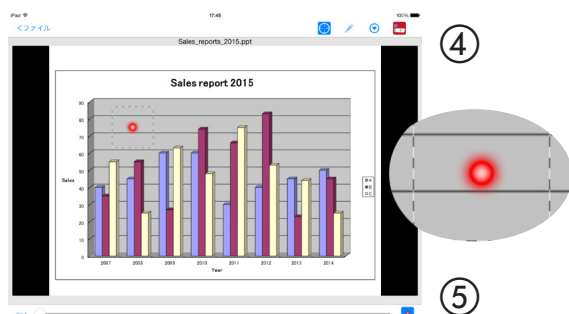 iPad 17:45 100%
<ファイル
Sales_reports_2015.ppt
④
Sales report 2015
90
80
70
60
50
40
30
20
10
0
Sales
2007 2008 2009 2010 2011 2012 2013 2014
Year
A
B
C
⑤